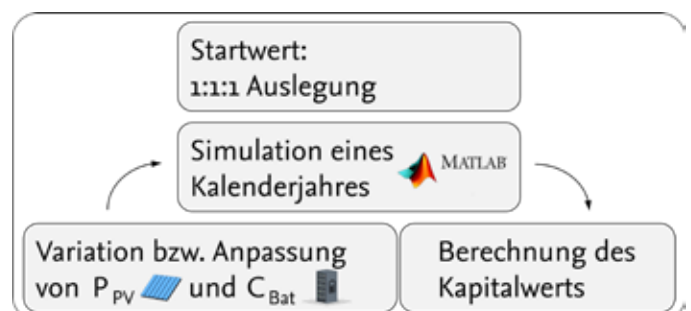 Startwert:
1:1:1 Auslegung
Simulation eines
Kalenderjahres
MATLAB
Variation bzw. Anpassung
von P PV und C Bat
Berechnung des
Kapitalwerts